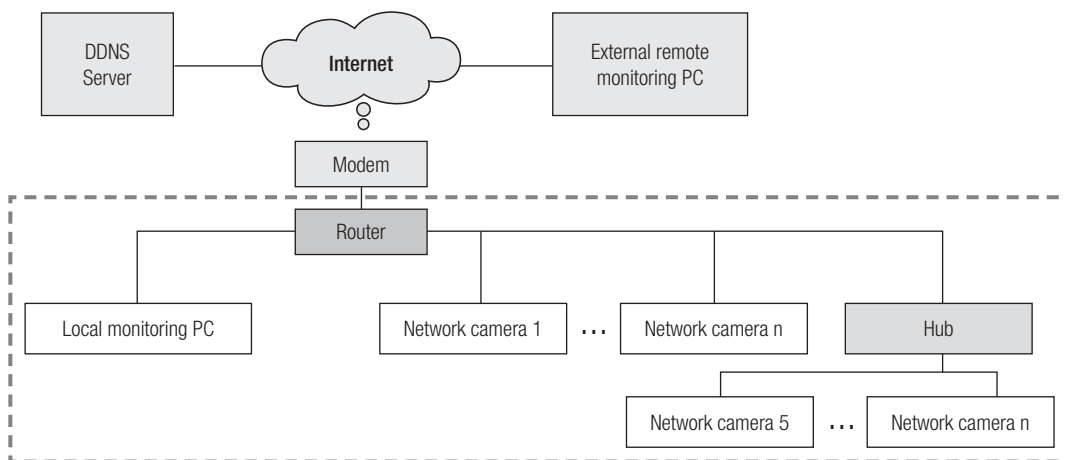 DDNS
Server
Internet
External remote
monitoring PC
Modem
Router
Local monitoring PC
Network camera 1
...
Network camera n
Hub
Network camera 5
...
Network camera n